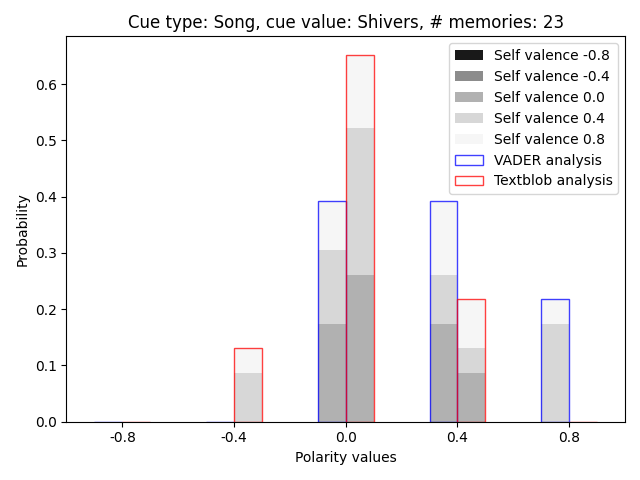 Cue type: Song, cue value: Shivers, # memories: 23
Self valence -0.8
Self valence -0.4
Self valence 0.0
Self valence 0.4
Self valence 0.8
VADER analysis
Textblob analysis
Probability
0.6
0.5
0.4
0.3
0.2
0.1
0.0
-0.8 -0.4 0.0 0.4 0.8
Polarity values